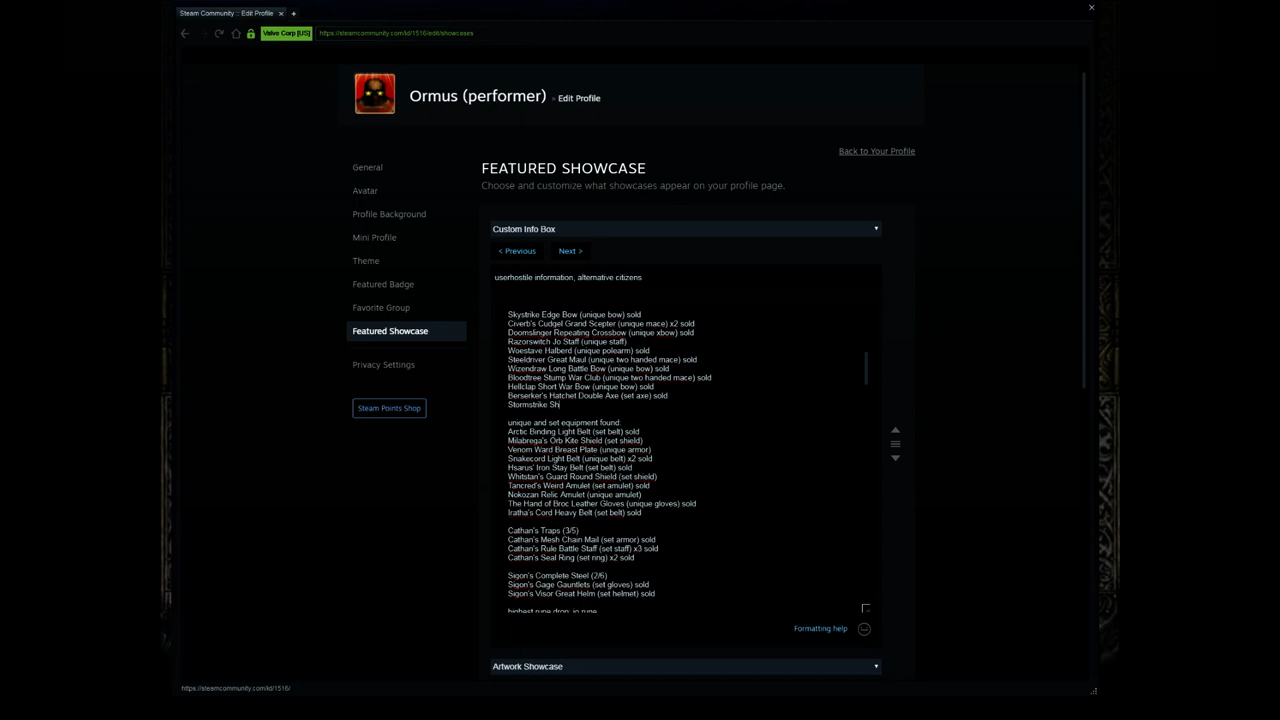 Steam Community :: Edit Profile
Valve Corp [US]
https://steamcommunity.com/id/1516/edit/showcases
Ormus (performer) » Edit Profile
Back to Your Profile
General
Avatar
Profile Background
Mini Profile
Theme
Featured Badge
Favorite Group
Featured Showcase
Privacy Settings
Steam Points Shop
FEATURED SHOWCASE
Choose and customize what showcases appear on your profile page.
Custom Info Box
< Previous
Next >
userhostile information, alternative citizens
Skystrike Edge Bow (unique bow) sold
Civerb's Cudgel Grand Scepter (unique mace) x2 sold
Doomslinger Repeating Crossbow (unique xbow) sold
Razorswitch Jo Staff (unique staff)
Woestave Halberd (unique polearm) sold
Steeldriver Great Maul (unique two handed mace) sold
Wizendraw Long Battle Bow (unique bow) sold
Bloodtree Stump War Club (unique two handed mace) sold
Hellclap Short War Bow (unique bow) sold
Berserker's Hatchet Double Axe (set axe) sold
Stormstrike Sh
unique and set equipment found:
Arctic Binding Light Belt (set belt) sold
Milabrega's Orb Kite Shield (set shield)
Venom Ward Breast Plate (unique armor)
Snakecord Light Belt (unique belt) x2 sold
Hsarus' Iron Stay Belt (set belt) sold
Whitstan's Guard Round Shield (set shield)
Tancred's Weird Amulet (set amulet) sold
Nokozan Relic Amulet (unique amulet)
The Hand of Broc Leather Gloves (unique gloves) sold
Iratha's Cord Heavy Belt (set belt) sold
Cathan's Traps (3/5)
Cathan's Mesh Chain Mail (set armor) sold
Cathan's Rule Battle Staff (set staff) x3 sold
Cathan's Seal Ring (set ring) x2 sold
Sigon's Complete Steel (2/6)
Sigon's Gage Gauntlets (set gloves) sold
Sigon's Visor Great Helm (set helmet) sold
highest rune drop: io rune
Formatting help
Artwork Showcase
https://steamcommunity.com/id/1516/